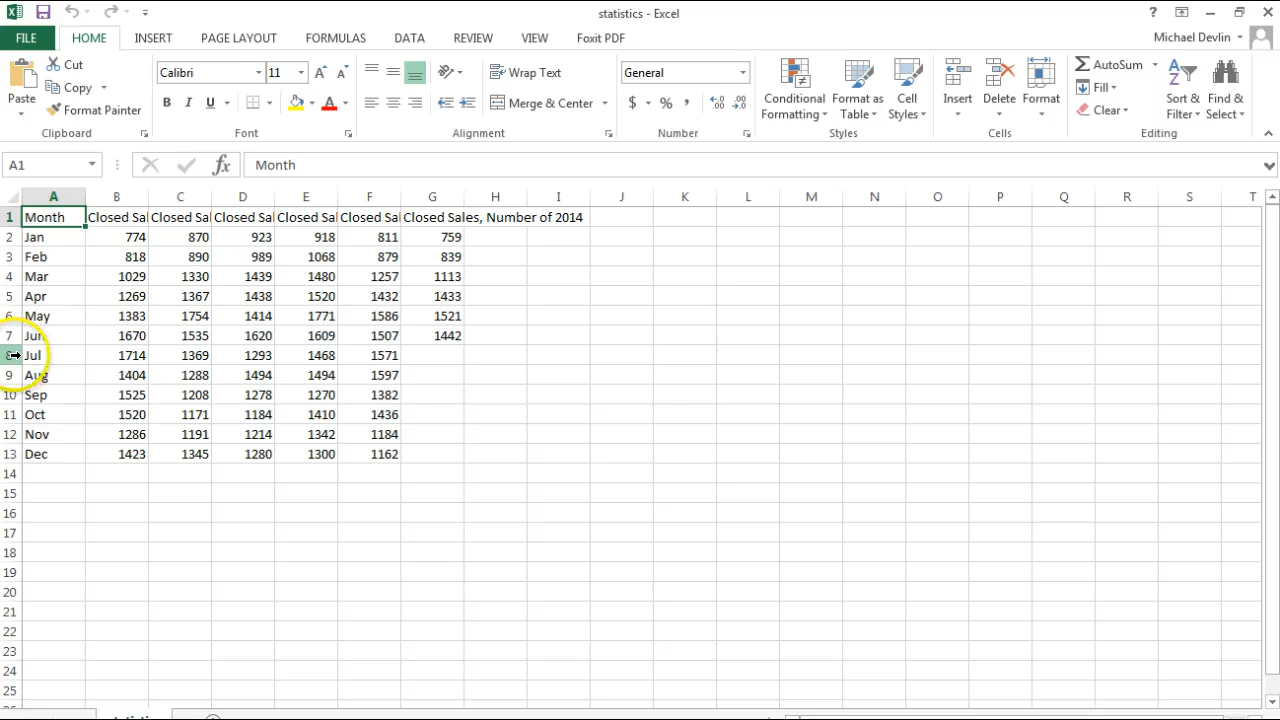 statistics - Excel
?
FILE HOME INSERT PAGE LAYOUT FORMULAS DATA REVIEW VIEW Foxit PDF Michael Devlin
Paste
Cut
Copy
Format Painter
Clipboard
Calibri 11
B I U A
Font
Wrap Text
Merge & Center
Alignment
General
$ % ,
Number
Conditional Formatting
Format as Table
Cell Styles
Styles
Insert Delete Format
Cells
AutoSum
Fill
Clear
Sort & Filter
Find & Select
Editing
A1 fx Month
A B C D E F G H I J K L M N O P Q R S T
1 Month Closed Sal Closed Sal Closed Sal Closed Sal Closed Sal Closed Sales, Number of 2014
2 Jan 774 870 923 918 811 759
3 Feb 818 890 989 1068 879 839
4 Mar 1029 1330 1439 1480 1257 1113
5 Apr 1269 1367 1438 1520 1432 1433
6 May 1383 1754 1414 1771 1586 1521
7 Jun 1670 1535 1620 1609 1507 1442
8 Jul 1714 1369 1293 1468 1571
9 Aug 1404 1288 1494 1494 1597
10 Sep 1525 1208 1278 1270 1382
11 Oct 1520 1171 1184 1410 1436
12 Nov 1286 1191 1214 1342 1184
13 Dec 1423 1345 1280 1300 1162
14
15
16
17
18
19
20
21
22
23
24
25